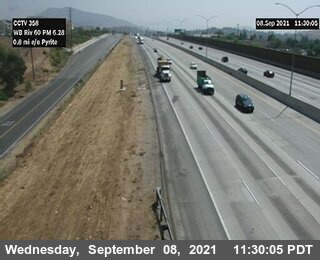 CCTV 358
WB Riv 60 PM 6.28
0.8 mi e/o Pyrite
08.Sep 2021
11:30:05
Wednesday, September 08, 2021 11:30:05 PDT